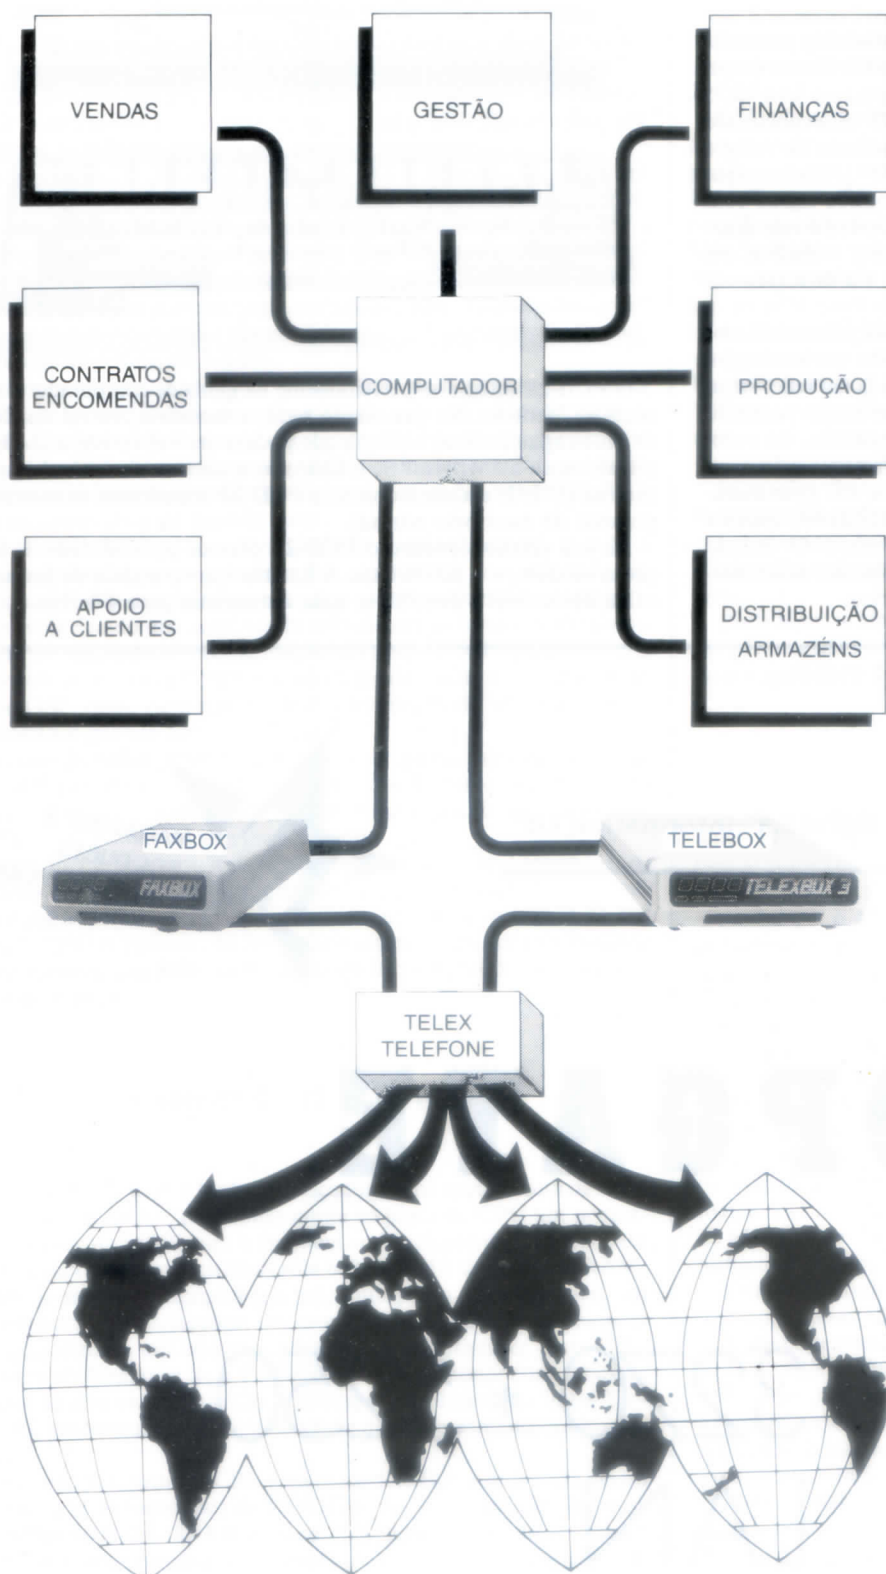 VENDAS
GESTÃO
FINANÇAS
CONTRATOS
ENCOMENDAS
COMPUTADOR
PRODUÇÃO
APOIO
A CLIENTES
DISTRIBUIÇÃO
ARMAZÉNS
FAXBOX
TELEBOX
FAXBOX
TELEXBOX 3
TELEX
TELEFONE